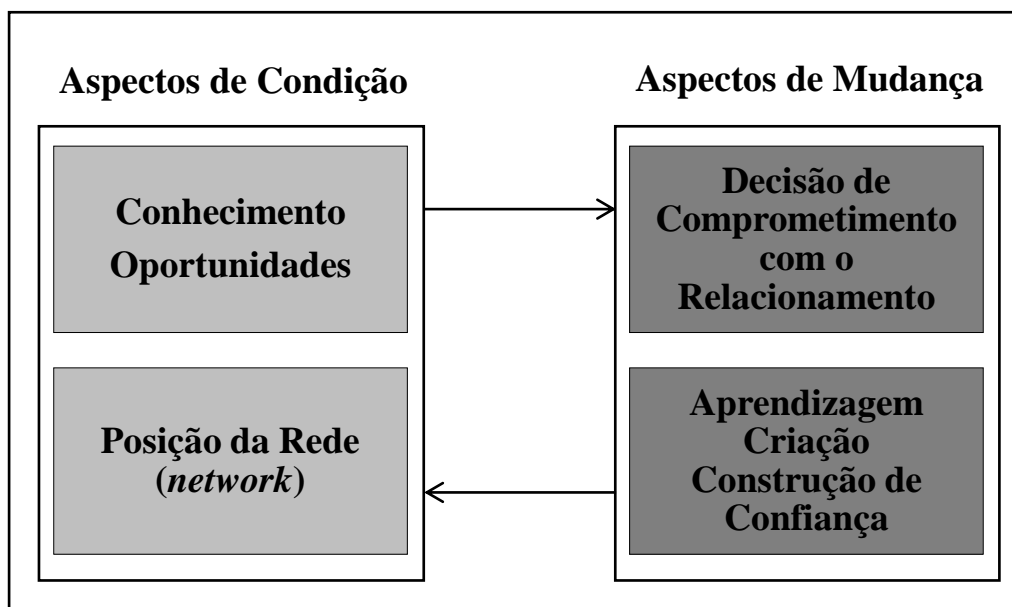 Aspectos de Condição
Conhecimento
Oportunidades
Posição da Rede
(network)
Aspectos de Mudança
Decisão de
Comprometimento
com o
Relacionamento
Aprendizagem
Criação
Construção de
Confiança